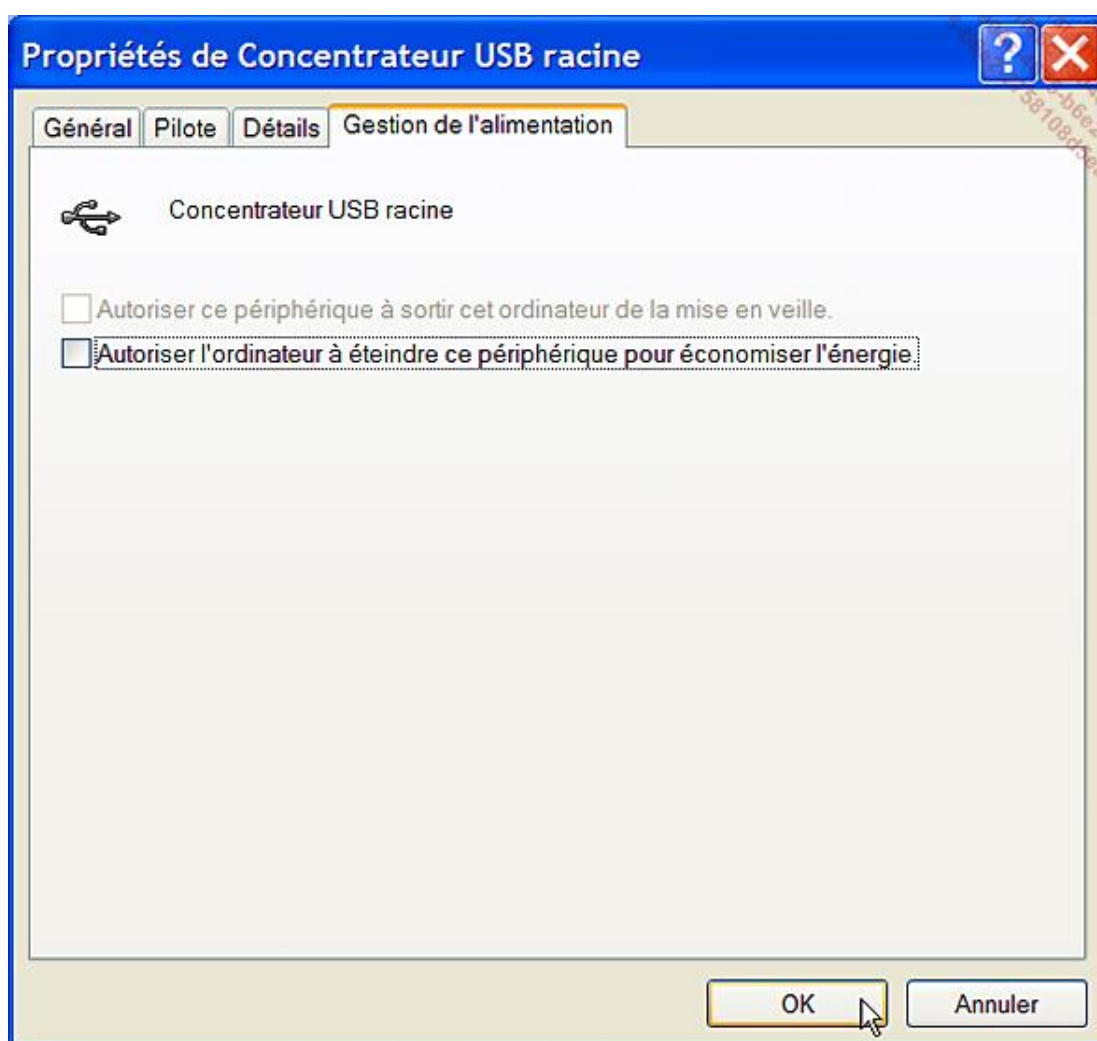 Propriétés de Concentrateur USB racine
Général Pilote Détails Gestion de l'alimentation
Concentrateur USB racine
Autoriser ce périphérique à sortir cet ordinateur de la mise en veille.
Autoriser l'ordinateur à éteindre ce périphérique pour économiser l'énergie.
OK Annuler